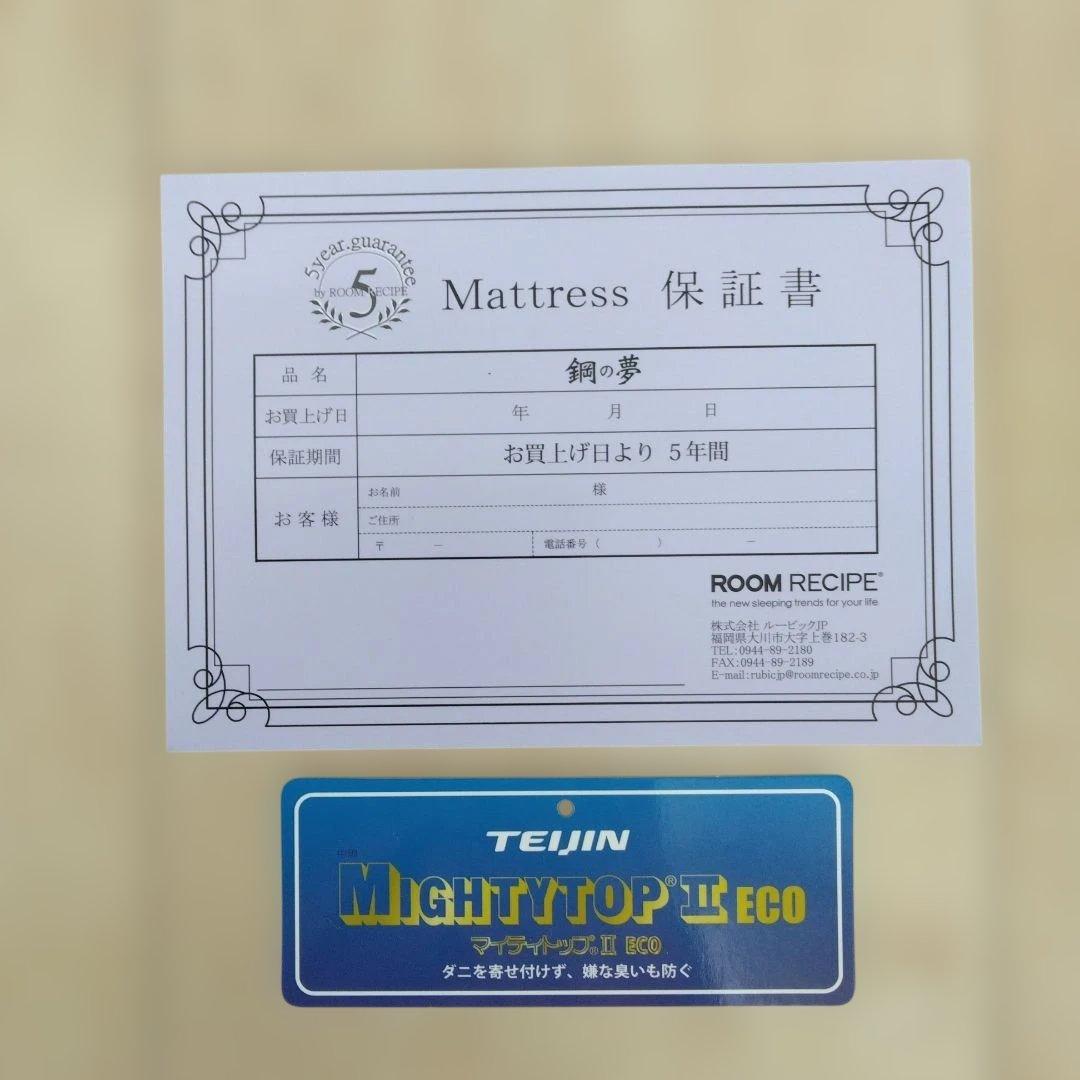 5year.guarantee
by ROOM RECIPE
5
Mattress 保証書
品名 鋼の夢
お買上げ日 年 月 日
保証期間 お買上げ日より 5年間
お客様
お名前 様
ご住所
〒 － 電話番号（ ） －
ROOM RECIPE®
the new sleeping trends for your life
株式会社 ルービックJP
福岡県大川市大字上巻182-3
TEL:0944-89-2180
FAX:0944-89-2189
E-mail:rubicjp@roomrecipe.co.jp
TEIJIN
中綿
MIGHTYTOP® II ECO
マイティトップ® II ECO
ダニを寄せ付けず、嫌な臭いも防ぐ